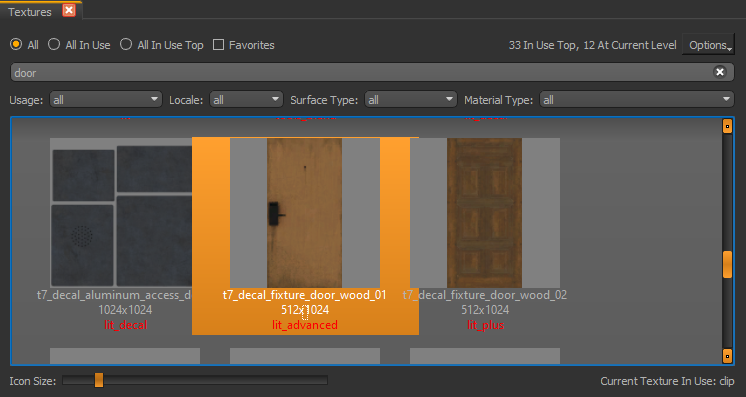 Textures
All All In Use All In Use Top Favorites 33 In Use Top, 12 At Current Level Options
door
Usage: all Locale: all Surface Type: all Material Type: all
t7_decal_aluminum_access_d t7_decal_fixture_door_wood_01 t7_decal_fixture_door_wood_02
1024x1024 512x1024 512x1024
lit_decal lit_advanced lit_plus
Icon Size: Current Texture In Use: clip